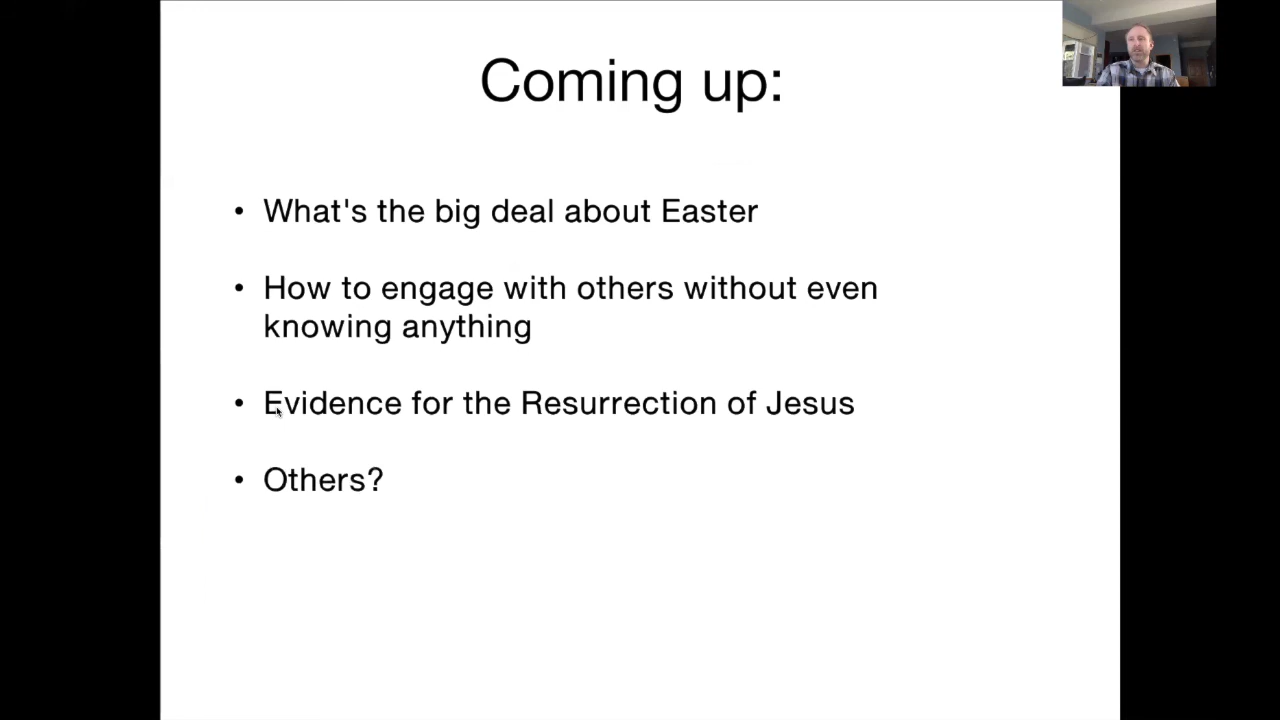 Coming up:
• What's the big deal about Easter
• How to engage with others without even
knowing anything
• Evidence for the Resurrection of Jesus
• Others?